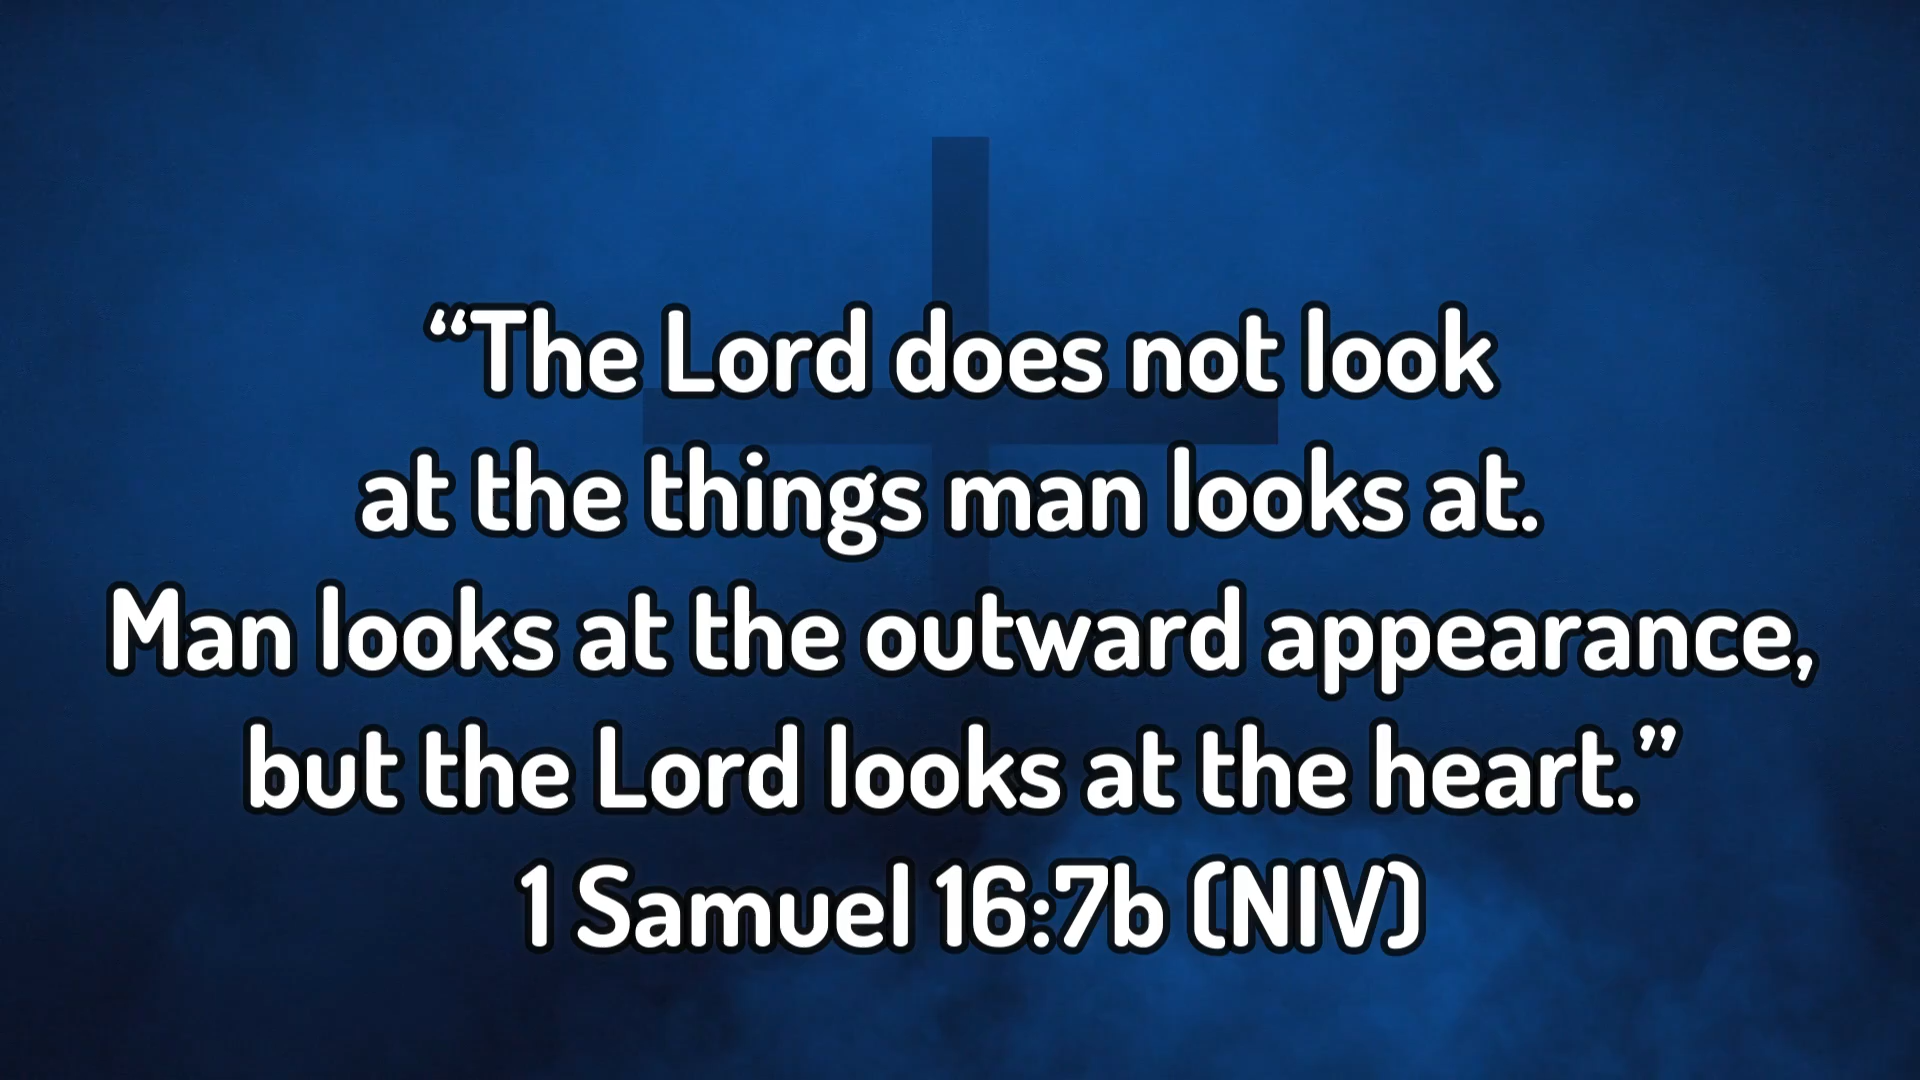 “The Lord does not look
at the things man looks at.
Man looks at the outward appearance,
but the Lord looks at the heart.”
1 Samuel 16:7b (NIV)